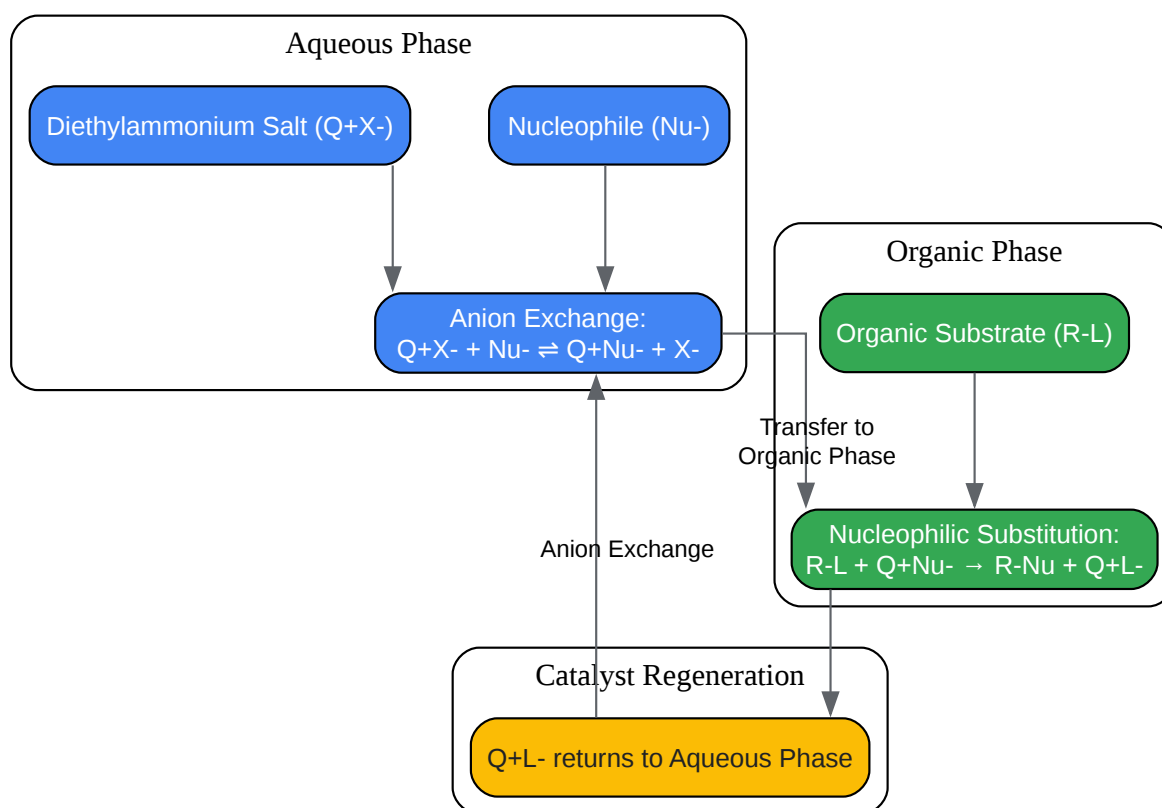 Aqueous Phase
Diethylammonium Salt (Q+X-)
Nucleophile (Nu-)
Anion Exchange:
Q+X- + Nu- ⇌ Q+Nu- + X-
Organic Phase
Organic Substrate (R-L)
Transfer to
Organic Phase
Nucleophilic Substitution:
R-L + Q+Nu- → R-Nu + Q+L-
Anion Exchange
Catalyst Regeneration
Q+L- returns to Aqueous Phase